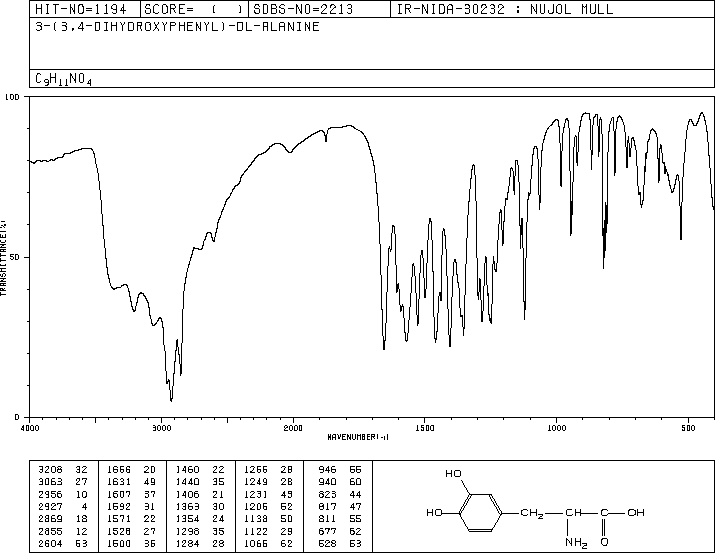 HIT-NO=1194 SCORE= ( ) SDBS-NO=2213 IR-NIDA-30232 : NUJOL MULL
3-(3,4-DIHYDROXYPHENYL)-DL-ALANINE
C9H11NO4
100
50
0
TRANSMITTANCE(%)
4000 3000 2000 1500 1000 500
WAVENUMBER(-1)
3208 32 1656 20 1460 22 1255 28 946 55
3063 27 1631 49 1440 35 1249 28 940 60
2956 10 1607 37 1406 21 1231 43 823 44
2927 4 1592 31 1363 30 1206 52 817 47
2869 18 1571 22 1354 24 1138 50 811 55
2855 12 1528 27 1298 35 1122 29 677 62
2604 53 1500 36 1284 28 1066 62 528 53
HO
HO
CH2 CH C OH
NH2 O